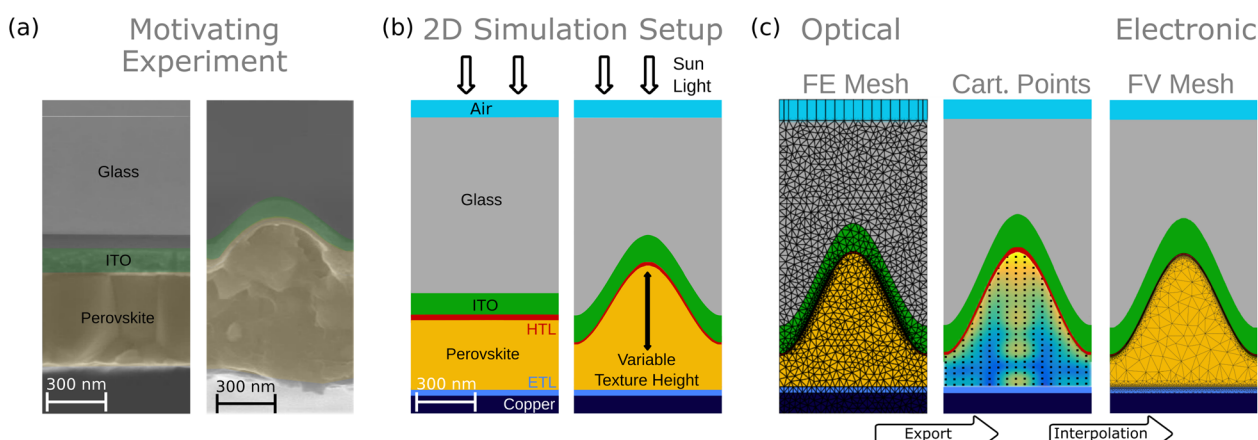 (a) Motivating
Experiment
Glass
ITO
Perovskite
300 nm
300 nm
(b) 2D Simulation Setup
Sun
Light
Air
Glass
ITO
HTL
Perovskite
ETL
300 nm
Copper
Variable
Texture Height
(c) Optical Electronic
FE Mesh Cart. Points FV Mesh
Export Interpolation